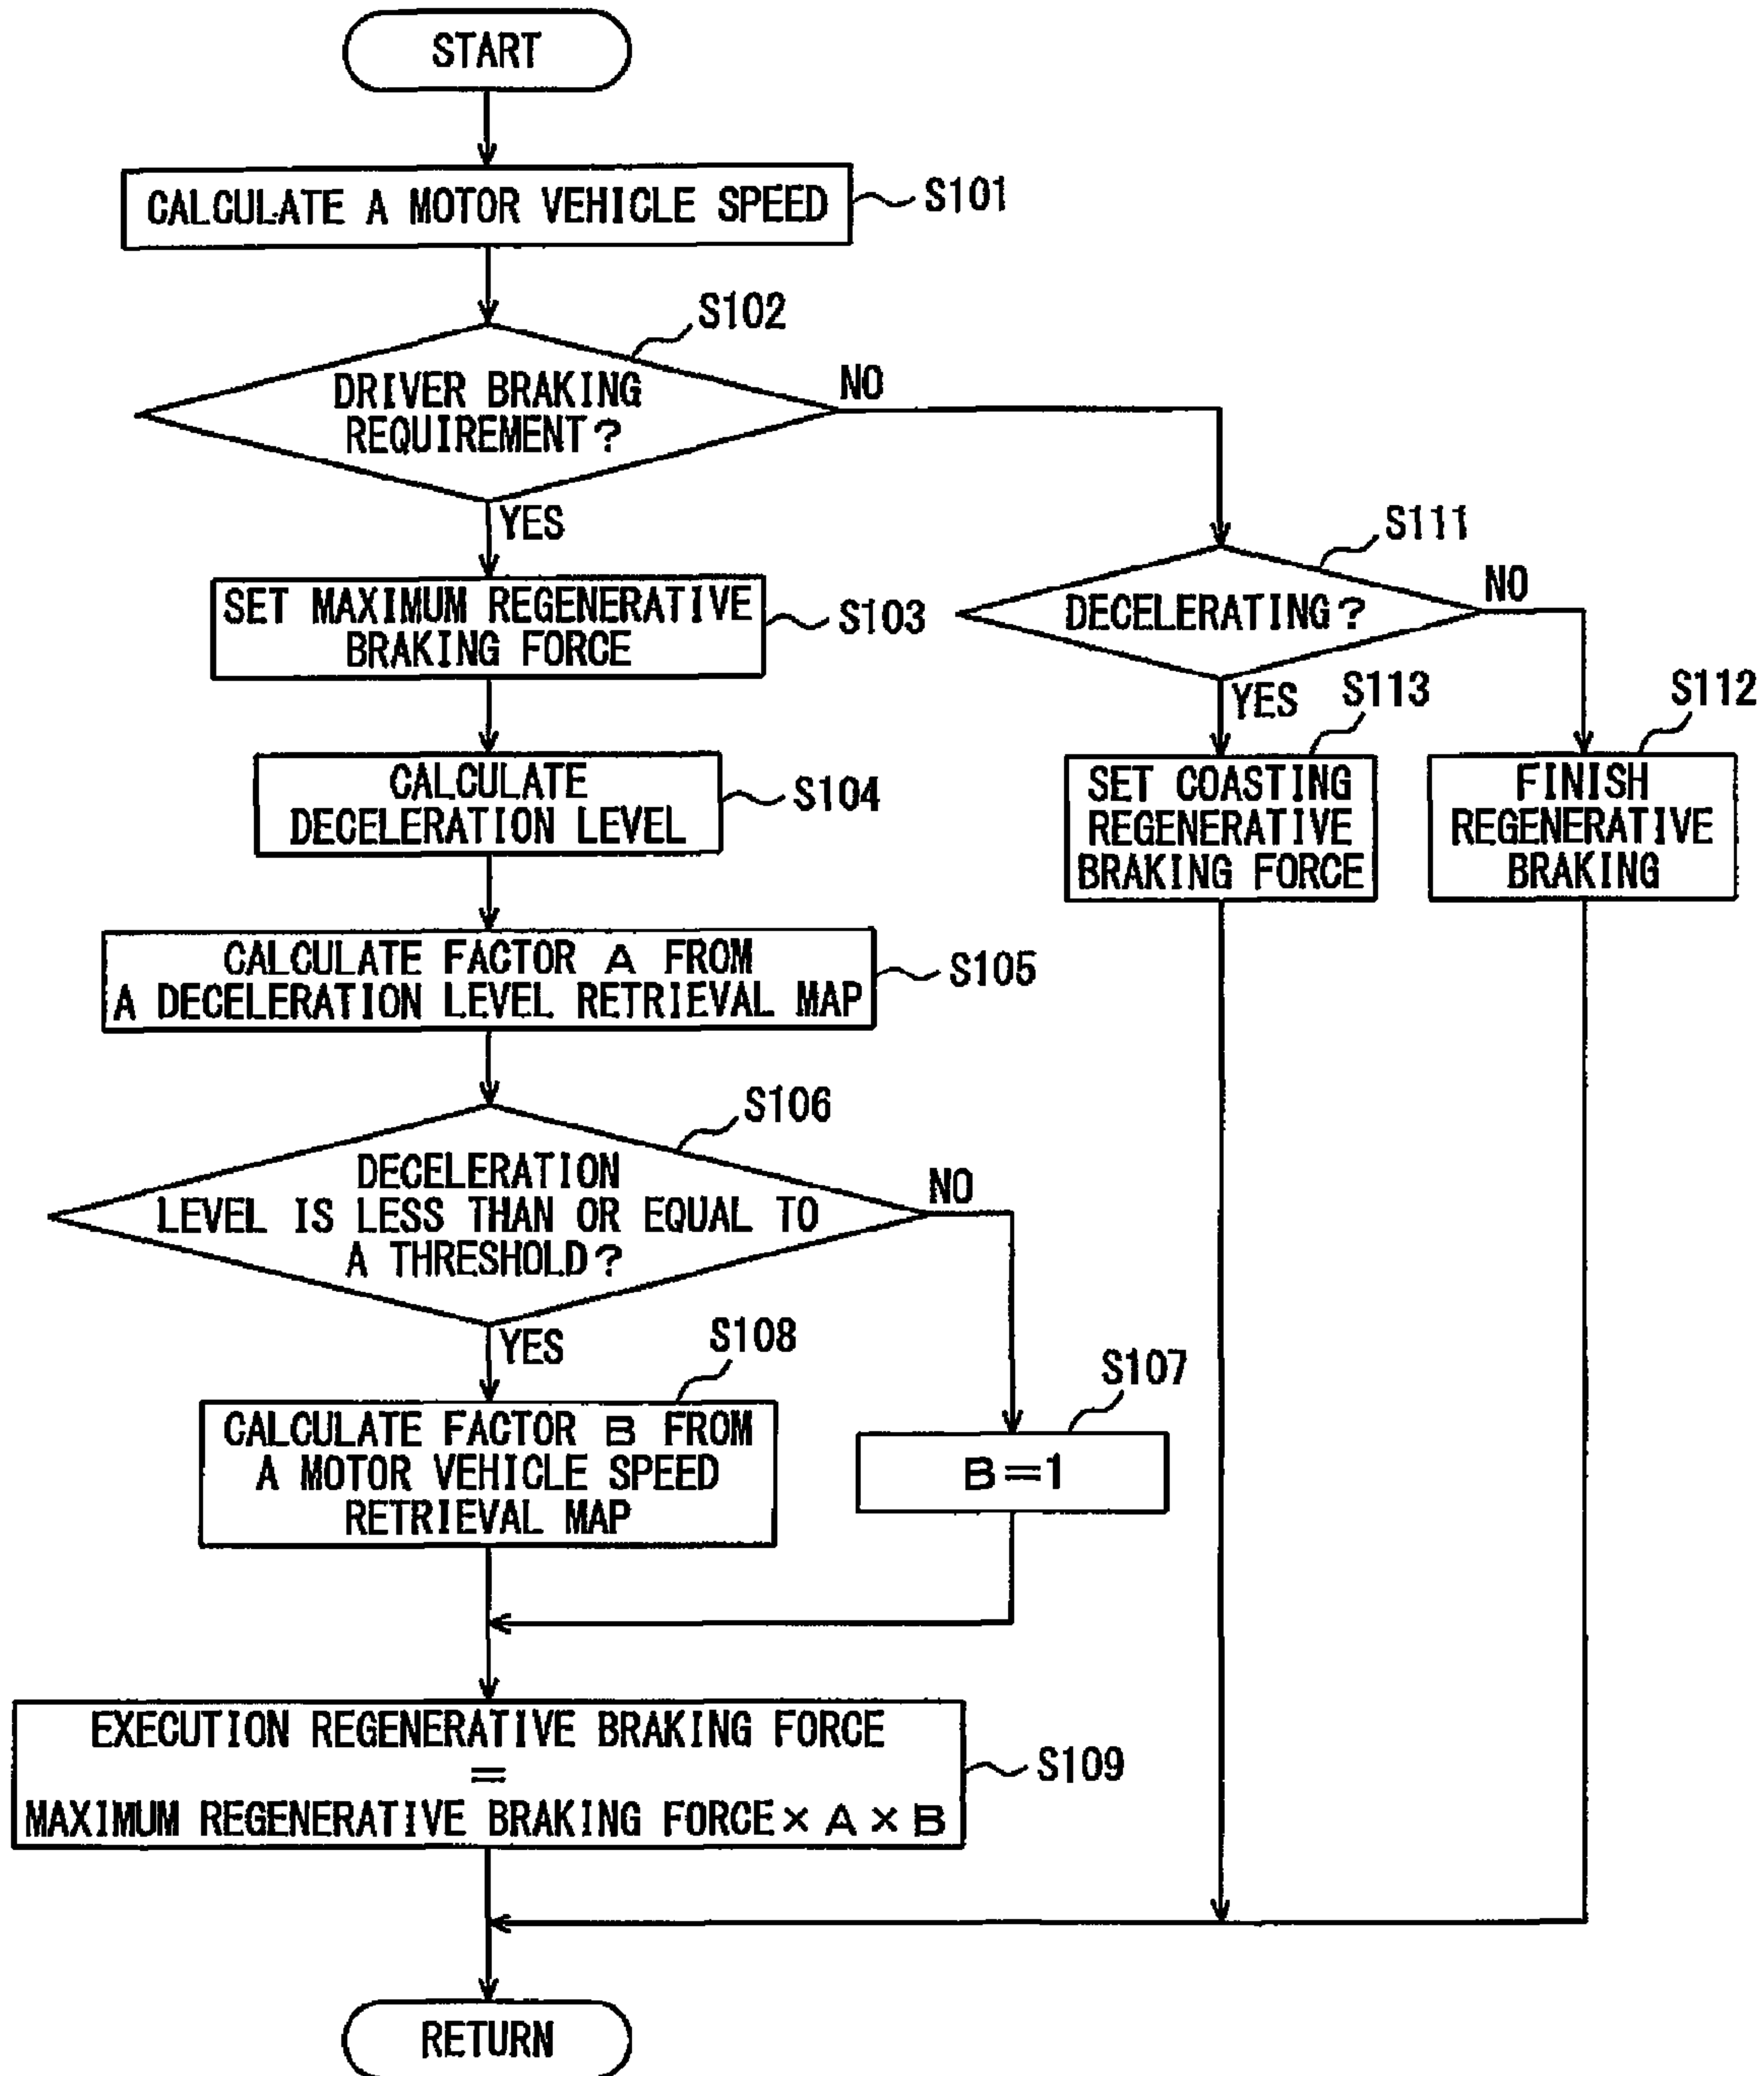 START
CALCULATE A MOTOR VEHICLE SPEED
S101
S102
DRIVER BRAKING
REQUIREMENT?
NO
YES
S111
DECELERATING?
NO
YES
SET MAXIMUM REGENERATIVE
BRAKING FORCE
S103
S113
SET COASTING
REGENERATIVE
BRAKING FORCE
S112
FINISH
REGENERATIVE
BRAKING
CALCULATE
DECELERATION LEVEL
S104
CALCULATE FACTOR A FROM
A DECELERATION LEVEL RETRIEVAL MAP
S105
S106
DECELERATION
LEVEL IS LESS THAN OR EQUAL TO
A THRESHOLD?
NO
YES
S108
CALCULATE FACTOR B FROM
A MOTOR VEHICLE SPEED
RETRIEVAL MAP
S107
B=1
EXECUTION REGENERATIVE BRAKING FORCE
=
MAXIMUM REGENERATIVE BRAKING FORCE×A×B
S109
RETURN